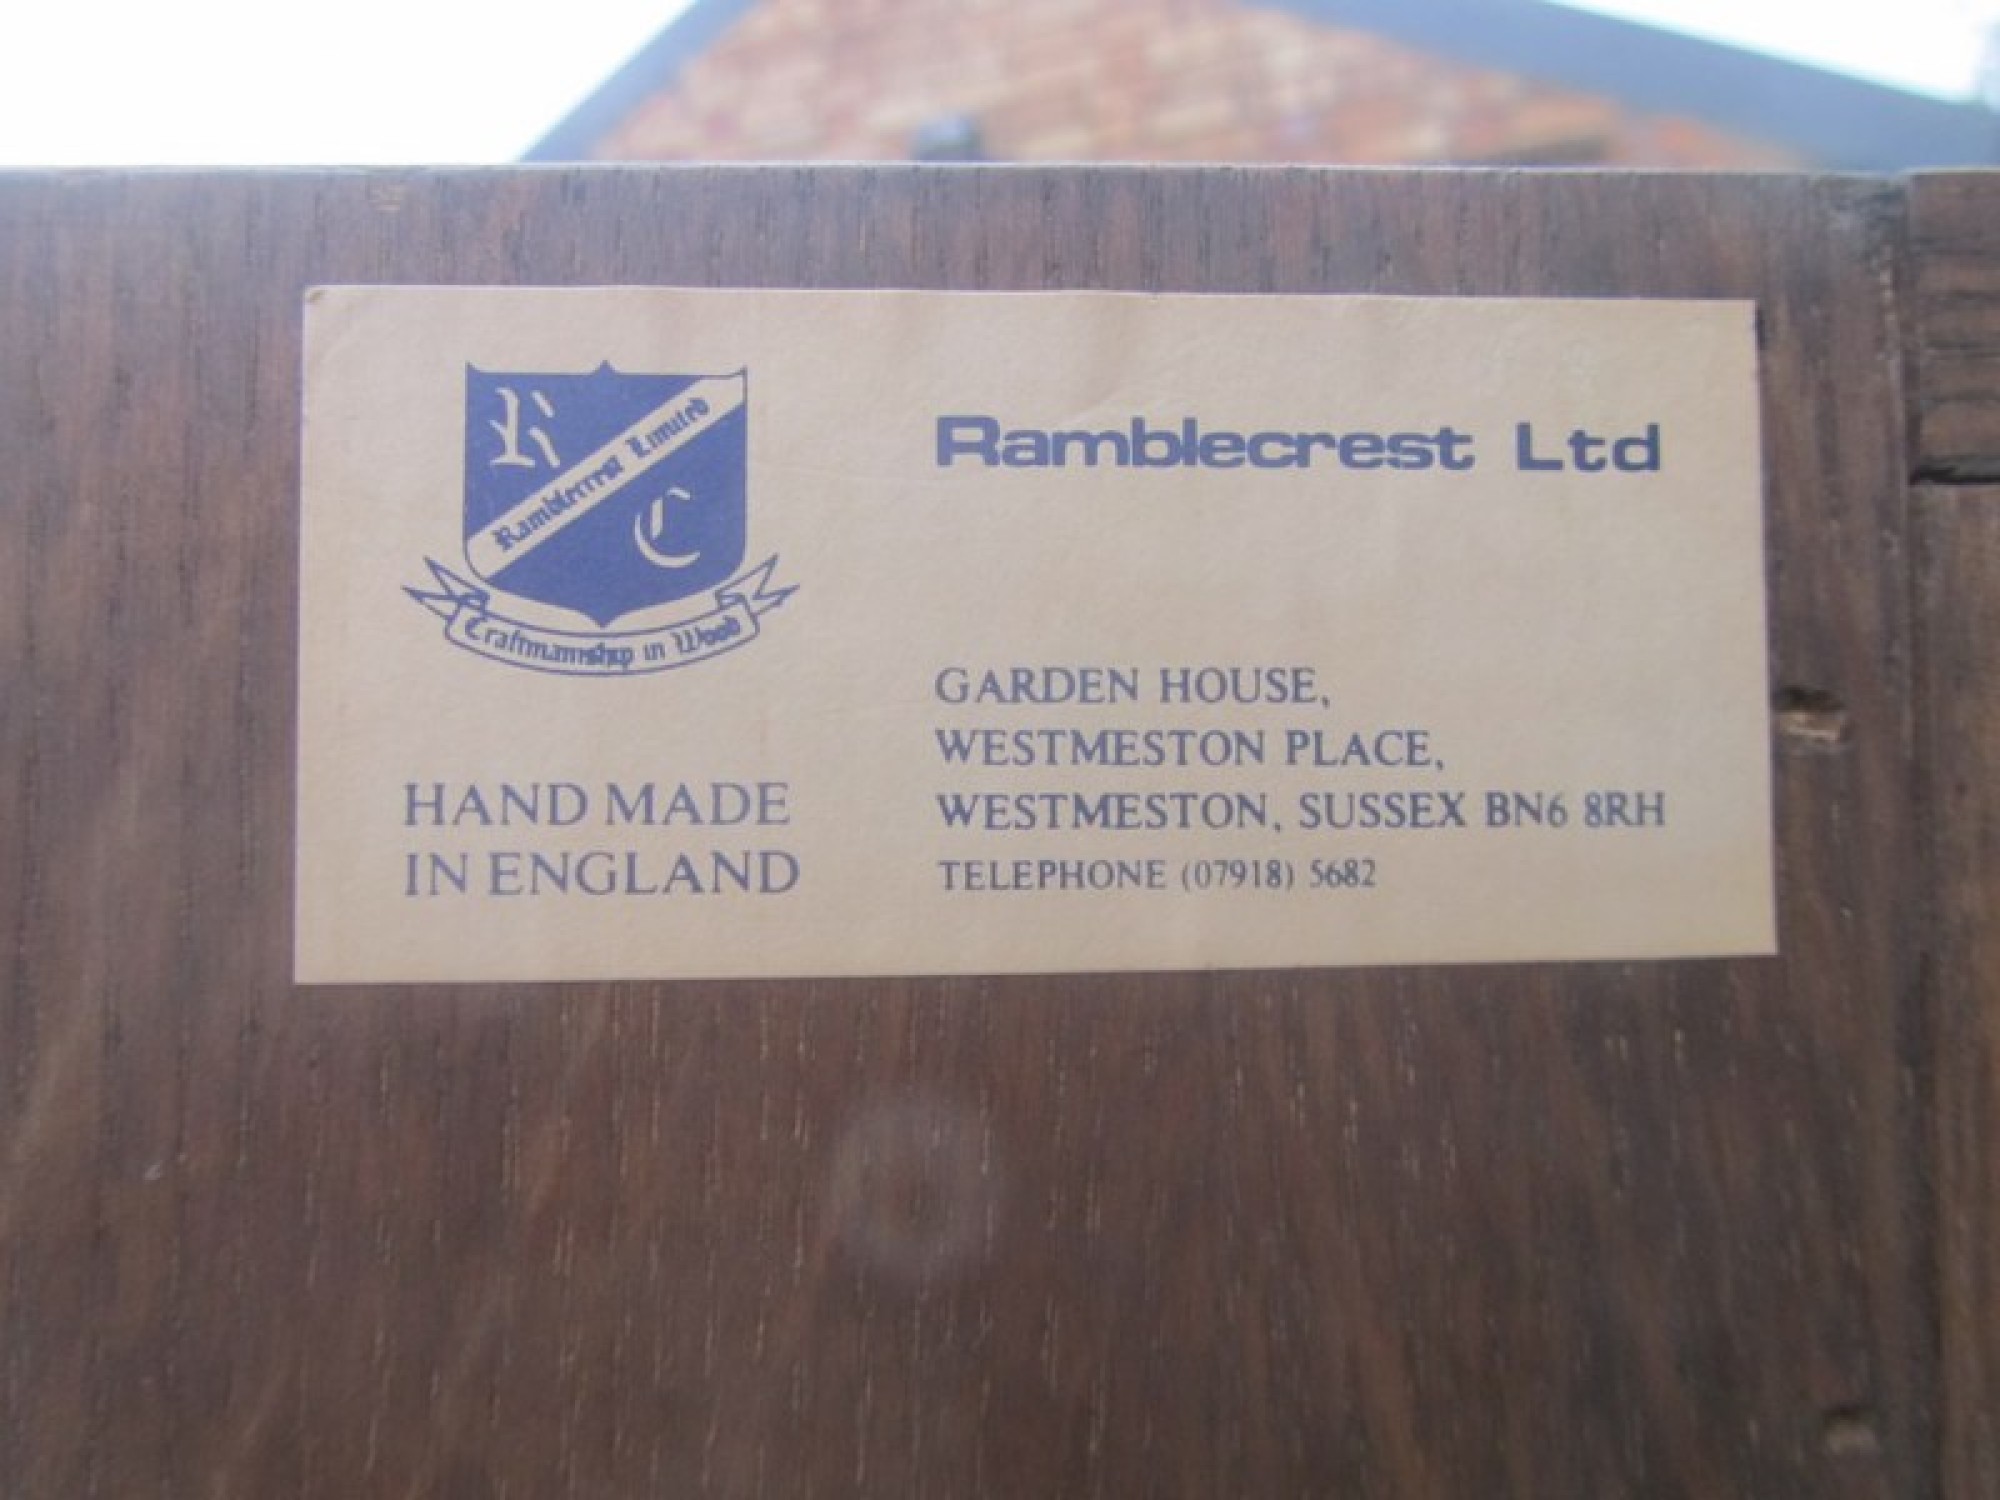 R
Ramblecrest Limited
C
Craftmanship in Wood
HAND MADE
IN ENGLAND
Ramblecrest Ltd
GARDEN HOUSE,
WESTMESTON PLACE,
WESTMESTON, SUSSEX BN6 8RH
TELEPHONE (07918) 5682